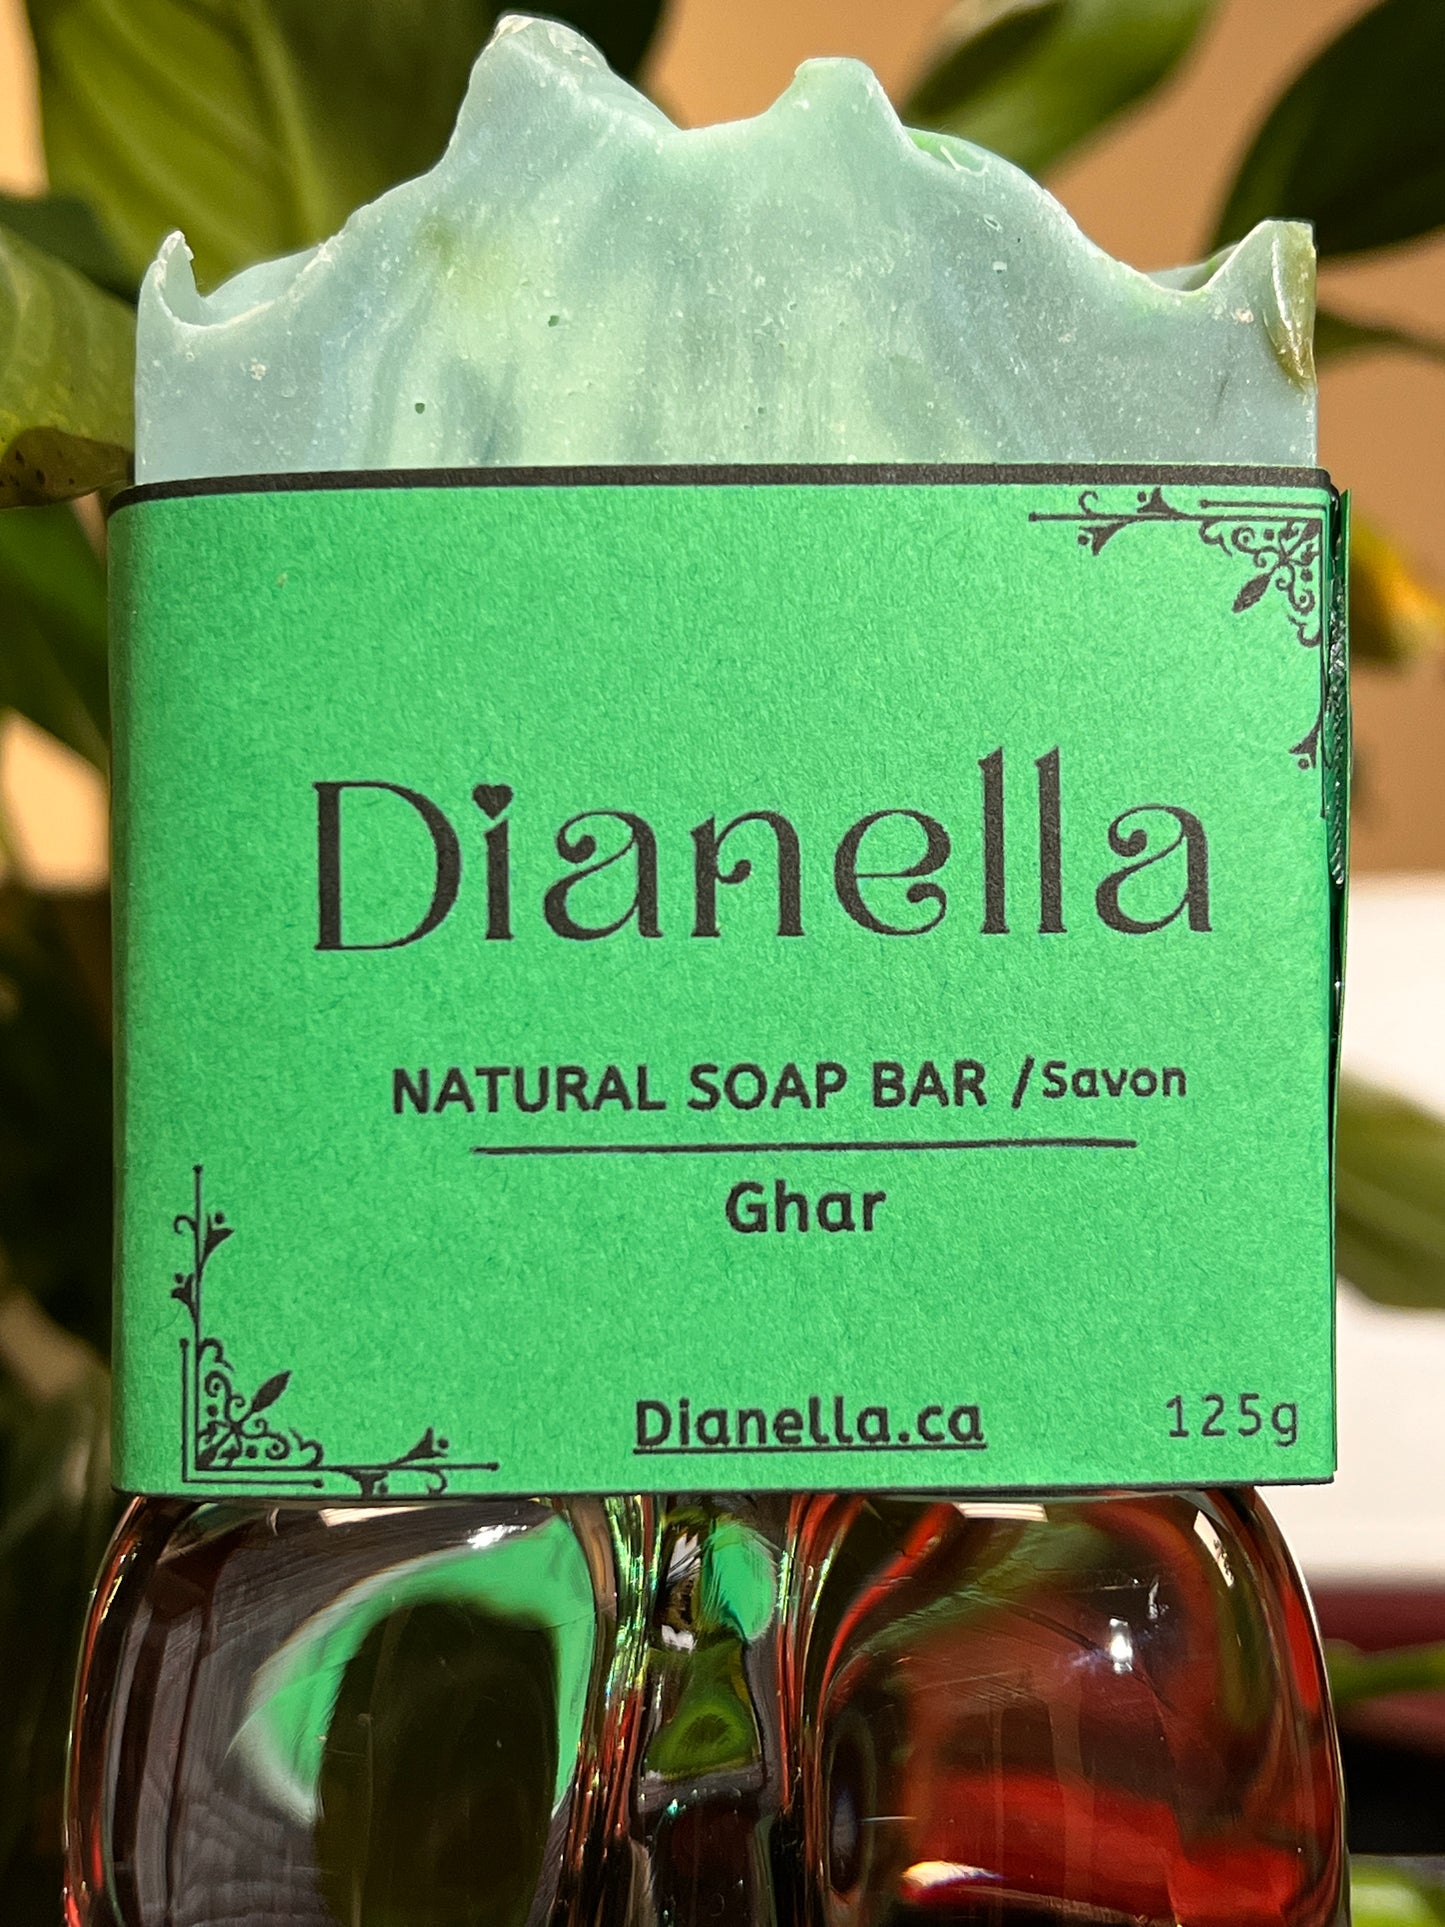 Dianella
NATURAL SOAP BAR /Savon
Ghar
Dianella.ca
125g